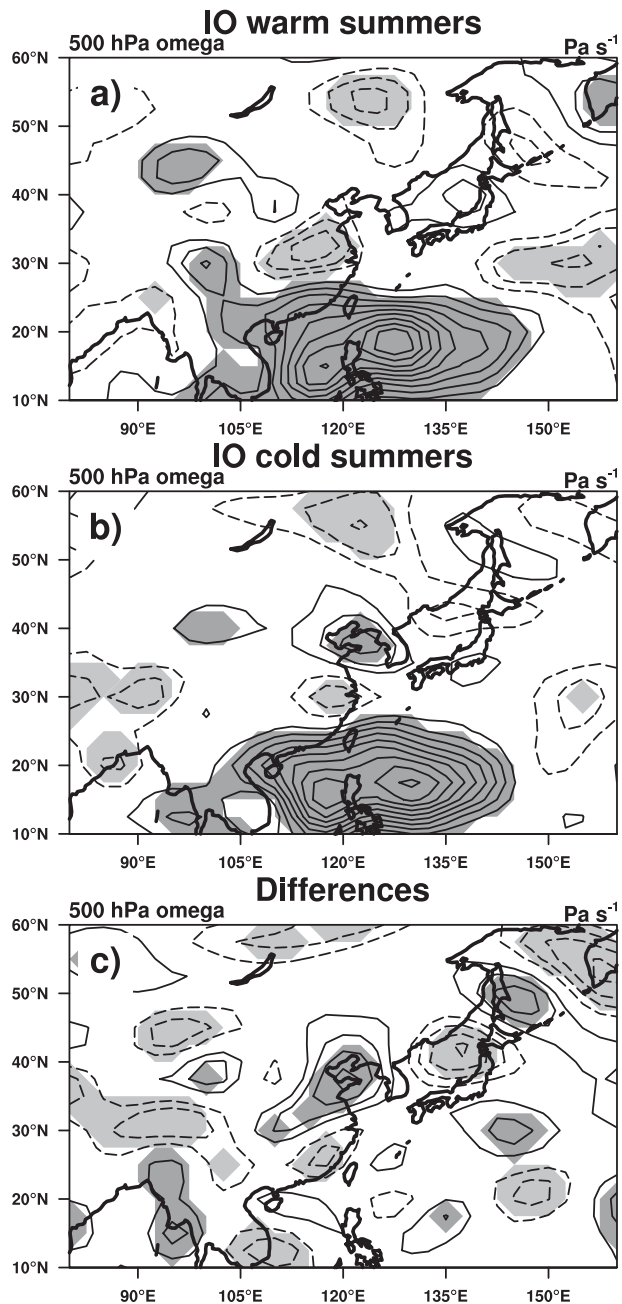 IO warm summers
500 hPa omega Pa s-1
a)
60°N
50°N
40°N
30°N
20°N
10°N
90°E 105°E 120°E 135°E 150°E
IO cold summers
500 hPa omega Pa s-1
b)
60°N
50°N
40°N
30°N
20°N
10°N
90°E 105°E 120°E 135°E 150°E
Differences
500 hPa omega Pa s-1
c)
60°N
50°N
40°N
30°N
20°N
10°N
90°E 105°E 120°E 135°E 150°E